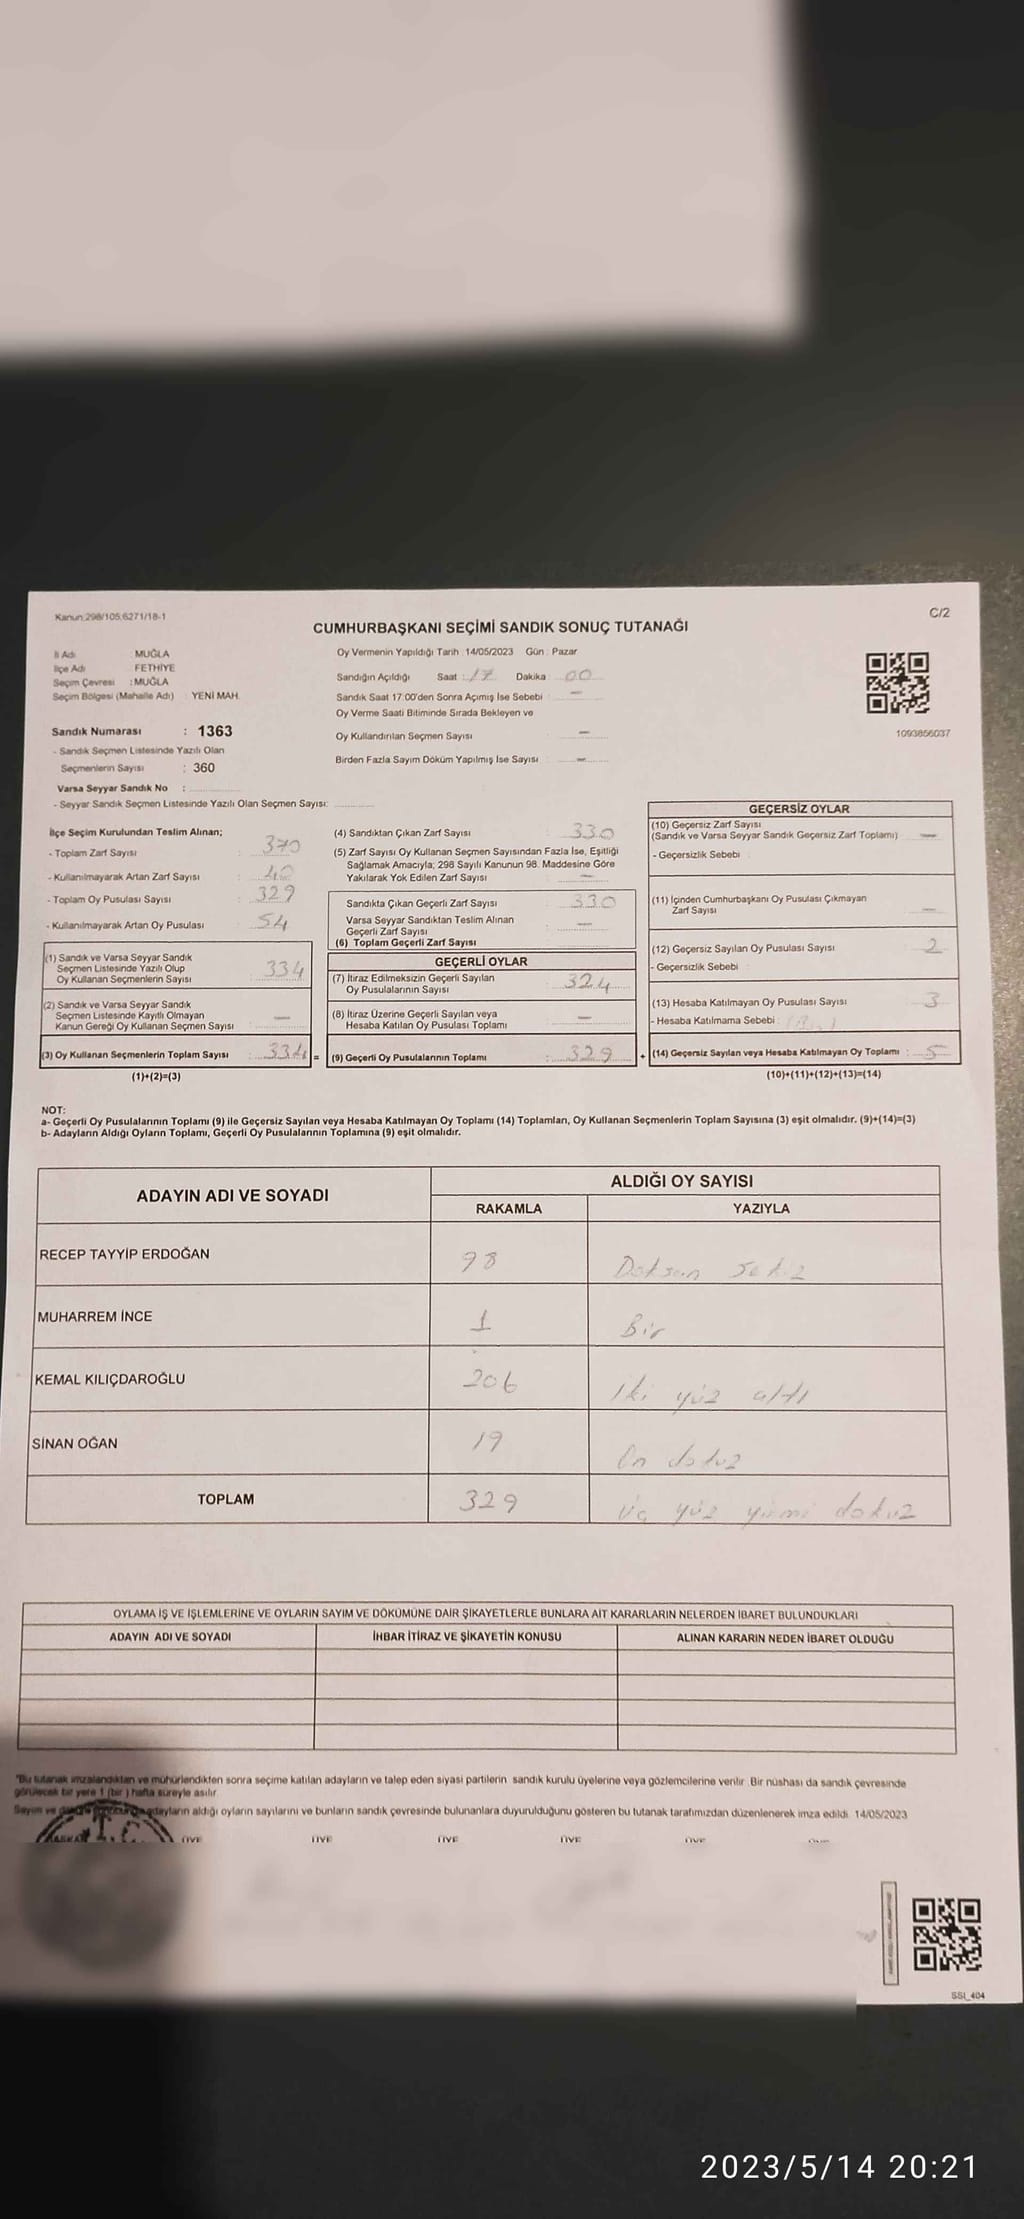 Kanun:298/105;6271/18-1
C/2
CUMHURBAŞKANI SEÇİMİ SANDIK SONUÇ TUTANAĞI
İl Adı : MUĞLA
İlçe Adı : FETHİYE
Seçim Çevresi : MUĞLA
Seçim Bölgesi (Mahalle Adı) : YENİ MAH.
Sandık Numarası : 1363
- Sandık Seçmen Listesinde Yazılı Olan
Seçmenlerin Sayısı : 360
Varsa Seyyar Sandık No :
- Seyyar Sandık Seçmen Listesinde Yazılı Olan Seçmen Sayısı:
Oy Vermenin Yapıldığı Tarih :14/05/2023 Gün : Pazar
Sandığın Açıldığı Saat : 17 Dakika : 00
Sandık Saat 17:00'den Sonra Açımış İse Sebebi : —
Oy Verme Saati Bitiminde Sırada Bekleyen ve
Oy Kullandırılan Seçmen Sayısı : —
Birden Fazla Sayım Döküm Yapılmış İse Sayısı : —
1093856037
İlçe Seçim Kurulundan Teslim Alınan;
- Toplam Zarf Sayısı : 370
- Kullanılmayarak Artan Zarf Sayısı : 40
- Toplam Oy Pusulası Sayısı : 329
- Kullanılmayarak Artan Oy Pusulası : 54
(1) Sandık ve Varsa Seyyar Sandık
Seçmen Listesinde Yazılı Olup
Oy Kullanan Seçmenlerin Sayısı : 334
(2) Sandık ve Varsa Seyyar Sandık
Seçmen Listesinde Kayıtlı Olmayan
Kanun Gereği Oy Kullanan Seçmen Sayısı : —
(3) Oy Kullanan Seçmenlerin Toplam Sayısı : 334 =
(1)+(2)=(3)
(4) Sandıktan Çıkan Zarf Sayısı : 330
(5) Zarf Sayısı Oy Kullanan Seçmen Sayısından Fazla İse, Eşitliği
Sağlamak Amacıyla; 298 Sayılı Kanunun 98. Maddesine Göre
Yakılarak Yok Edilen Zarf Sayısı : —
Sandıkta Çıkan Geçerli Zarf Sayısı : 330
Varsa Seyyar Sandıktan Teslim Alınan
Geçerli Zarf Sayısı : —
(6) Toplam Geçerli Zarf Sayısı
GEÇERLİ OYLAR
(7) İtiraz Edilmeksizin Geçerli Sayılan
Oy Pusulalarının Sayısı : 324
(8) İtiraz Üzerine Geçerli Sayılan veya
Hesaba Katılan Oy Pusulası Toplamı : —
(9) Geçerli Oy Pusulalarının Toplamı : 329 +
GEÇERSİZ OYLAR
(10) Geçersiz Zarf Sayısı
(Sandık ve Varsa Seyyar Sandık Geçersiz Zarf Toplamı) : —
- Geçersizlik Sebebi :
(11) İçinden Cumhurbaşkanı Oy Pusulası Çıkmayan
Zarf Sayısı : —
(12) Geçersiz Sayılan Oy Pusulası Sayısı : 2
- Geçersizlik Sebebi :
(13) Hesaba Katılmayan Oy Pusulası Sayısı : 3
- Hesaba Katılmama Sebebi :
(14) Geçersiz Sayılan veya Hesaba Katılmayan Oy Toplamı : 5
(10)+(11)+(12)+(13)=(14)
NOT:
a- Geçerli Oy Pusulalarının Toplamı (9) ile Geçersiz Sayılan veya Hesaba Katılmayan Oy Toplamı (14) Toplamları, Oy Kullanan Seçmenlerin Toplam Sayısına (3) eşit olmalıdır. (9)+(14)=(3)
b- Adayların Aldığı Oyların Toplamı, Geçerli Oy Pusulalarının Toplamına (9) eşit olmalıdır.
ADAYIN ADI VE SOYADI
ALDIĞI OY SAYISI
RAKAMLA YAZIYLA
RECEP TAYYİP ERDOĞAN 98 Doksan sekiz
MUHARREM İNCE 1 Bir
KEMAL KILIÇDAROĞLU 206 İki yüz altı
SİNAN OĞAN 19 On dokuz
TOPLAM 329 Üç yüz yirmi dokuz
OYLAMA İŞ VE İŞLEMLERİNE VE OYLARIN SAYIM VE DÖKÜMÜNE DAİR ŞİKAYETLERLE BUNLARA AİT KARARLARIN NELERDEN İBARET BULUNDUKLARI
ADAYIN ADI VE SOYADI İHBAR İTİRAZ VE ŞİKAYETİN KONUSU ALINAN KARARIN NEDEN İBARET OLDUĞU
"Bu tutanak imzalandıktan ve mühürlendikten sonra seçime katılan adayların ve talep eden siyasi partilerin sandık kurulu üyelerine veya gözlemcilerine verilir. Bir nüshası da sandık çevresinde
görülecek bir yere 1 (bir) hafta süreyle asılır.
Sayım ve adayların aldığı oyların sayılarını ve bunların sandık çevresinde bulunanlara duyurulduğunu gösteren bu tutanak tarafımızdan düzenlenerek imza edildi. 14/05/2023
BAŞKAN ÜYE ÜYE ÜYE ÜYE ÜYE
T.C.
SSI_404
2023/5/14 20:21